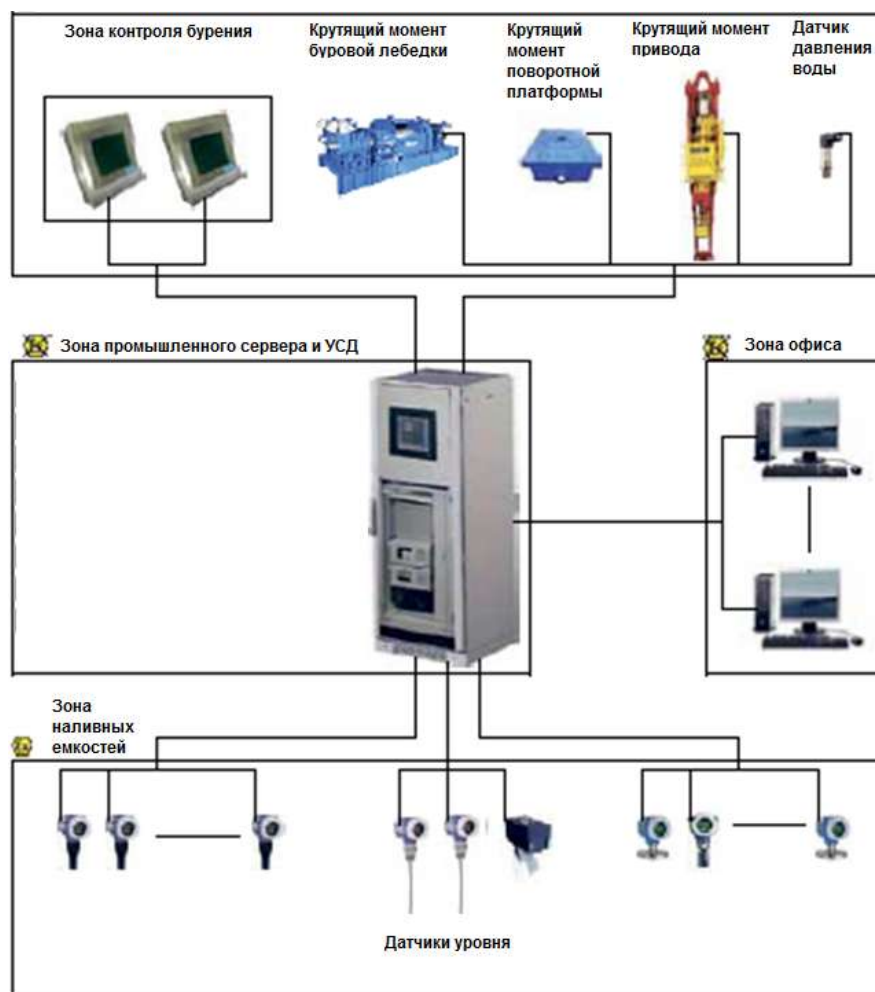 Зона контроля бурения
Крутящий момент
буровой лебедки
Крутящий
момент
поворотной
платформы
Крутящий момент
привода
Датчик
давления
воды
Зона промышленного сервера и УСД
Зона офиса
Зона
наливных
емкостей
Датчики уровня